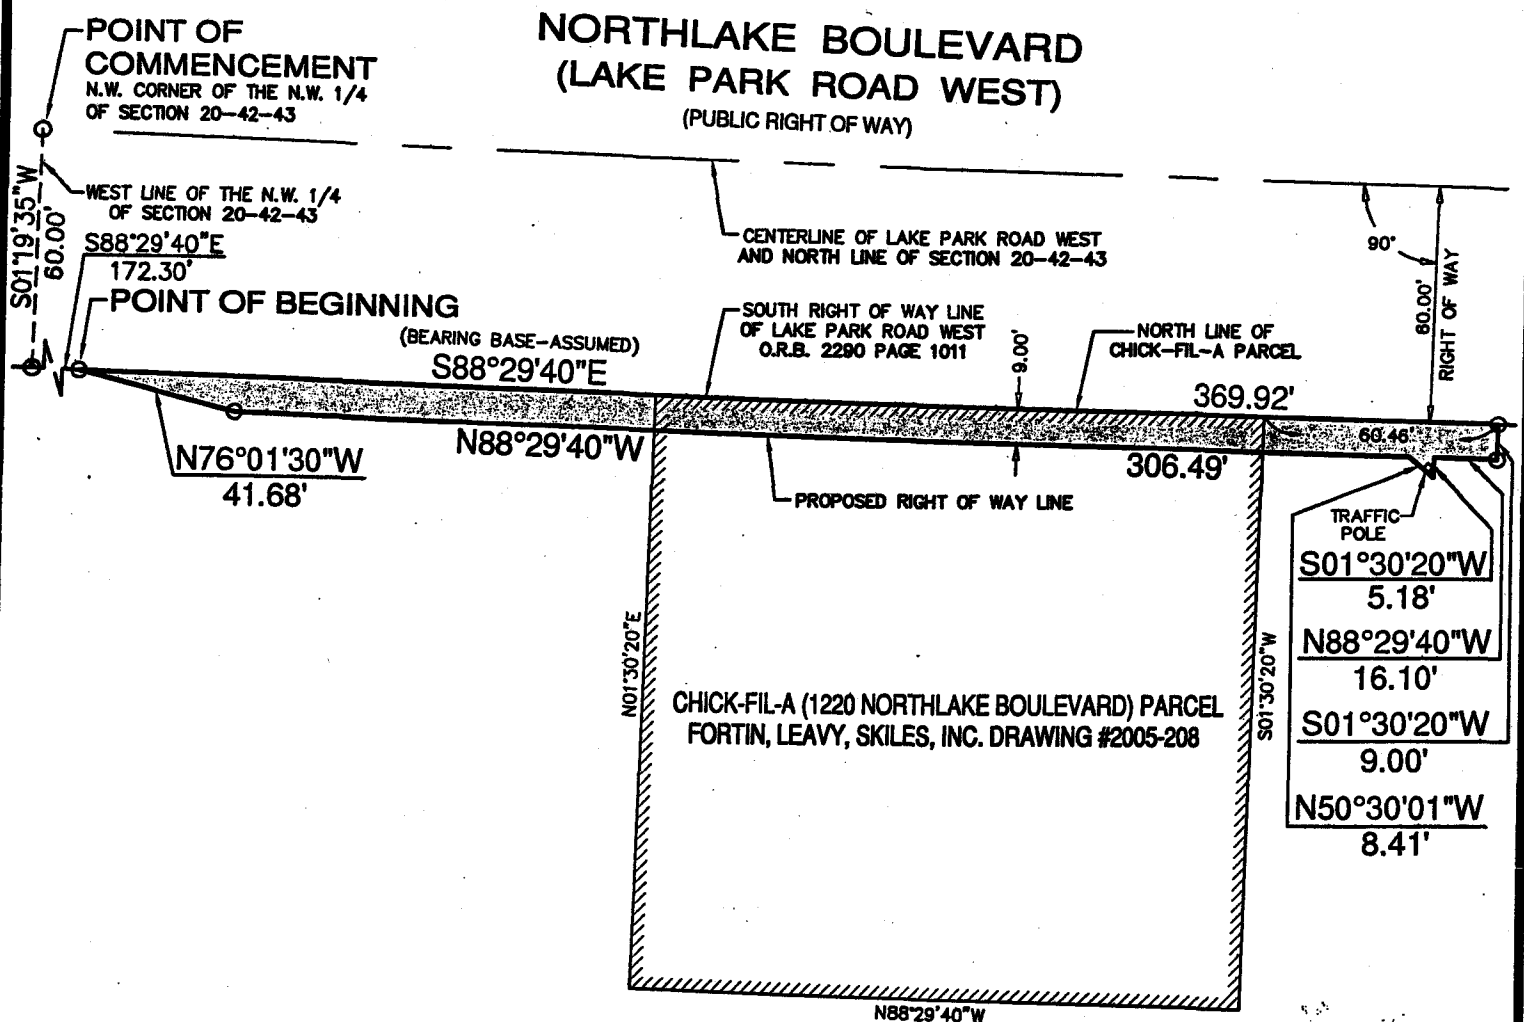 NORTHLAKE BOULEVARD
(LAKE PARK ROAD WEST)
(PUBLIC RIGHT OF WAY)
POINT OF
COMMENCEMENT
N.W. CORNER OF THE N.W. 1/4
OF SECTION 20-42-43
S01°19'35"W
60.00'
WEST LINE OF THE N.W. 1/4
OF SECTION 20-42-43
S88°29'40"E
172.30'
POINT OF BEGINNING
(BEARING BASE-ASSUMED)
S88°29'40"E
CENTERLINE OF LAKE PARK ROAD WEST
AND NORTH LINE OF SECTION 20-42-43
SOUTH RIGHT OF WAY LINE
OF LAKE PARK ROAD WEST
O.R.B. 2290 PAGE 1011
9.00'
NORTH LINE OF
CHICK-FIL-A PARCEL
90°
60.00'
RIGHT OF WAY
369.92'
60.46'
N76°01'30"W
41.68'
N88°29'40"W
306.49'
PROPOSED RIGHT OF WAY LINE
TRAFFIC
POLE
S01°30'20"W
5.18'
N88°29'40"W
16.10'
S01°30'20"W
9.00'
N50°30'01"W
8.41'
N01°30'20"E
CHICK-FIL-A (1220 NORTHLAKE BOULEVARD) PARCEL
FORTIN, LEAVY, SKILES, INC. DRAWING #2005-208
S01°30'20"W
N88°29'40"W